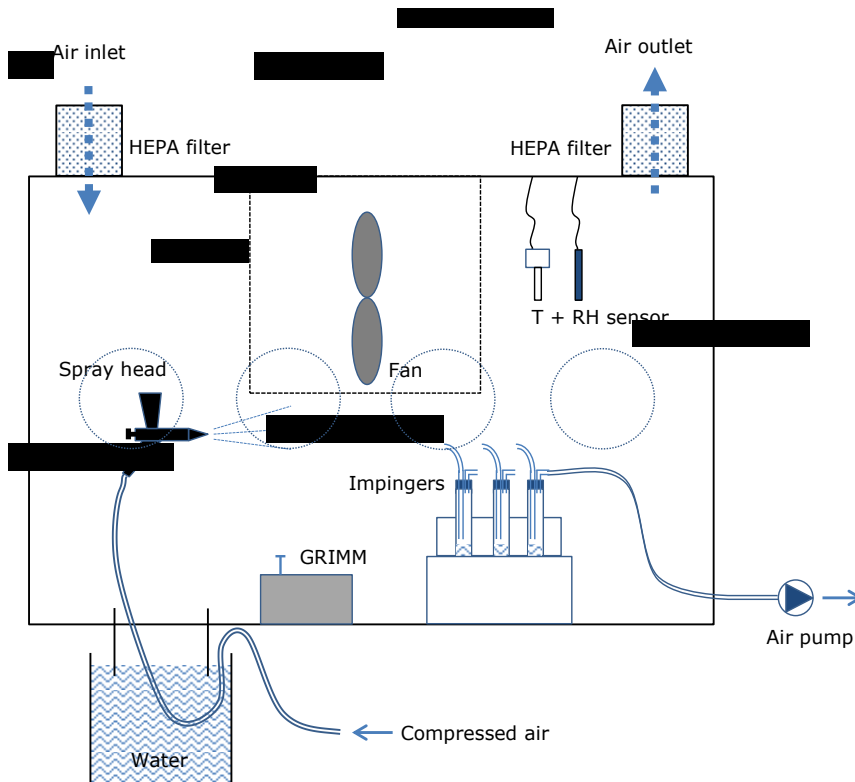 Air inlet
Air outlet
HEPA filter
HEPA filter
T + RH sensor
Spray head
Fan
Impingers
GRIMM
Air pump
Compressed air
Water